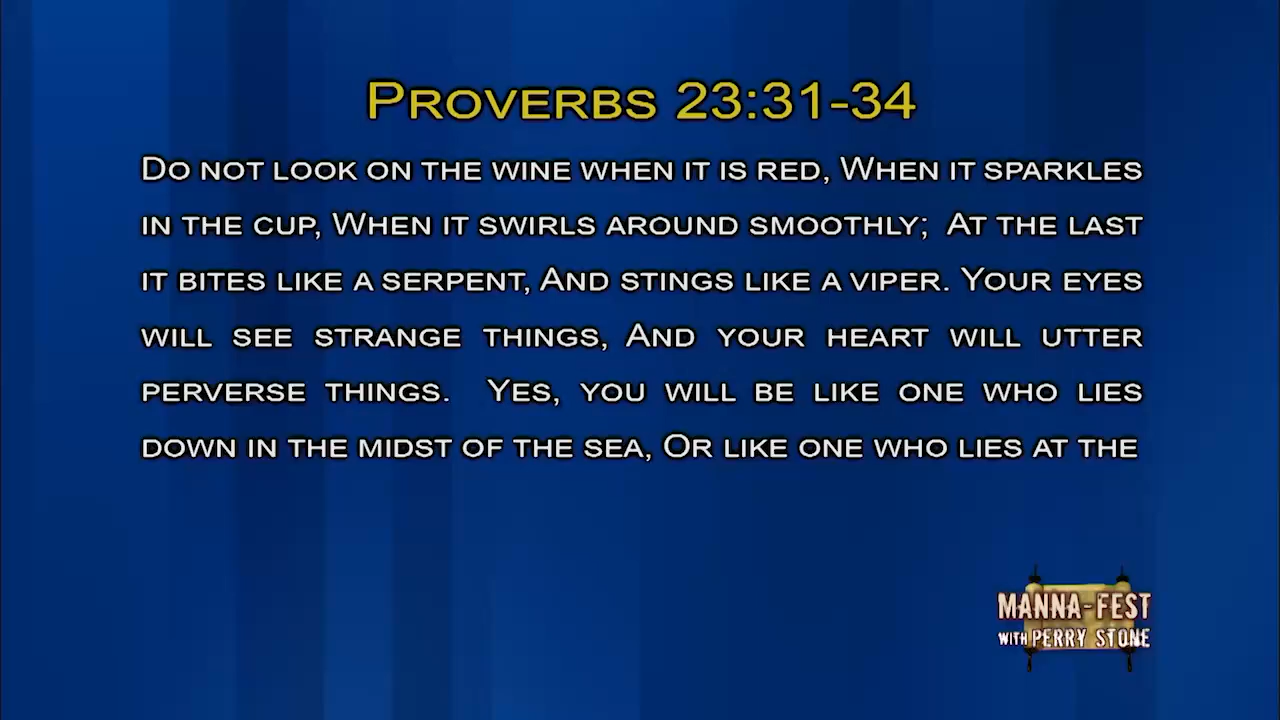 Proverbs 23:31-34
Do not look on the wine when it is red, When it sparkles
in the cup, When it swirls around smoothly; At the last
it bites like a serpent, And stings like a viper. Your eyes
will see strange things, And your heart will utter
perverse things. Yes, you will be like one who lies
down in the midst of the sea, Or like one who lies at the
MANNA-FEST
WITH PERRY STONE